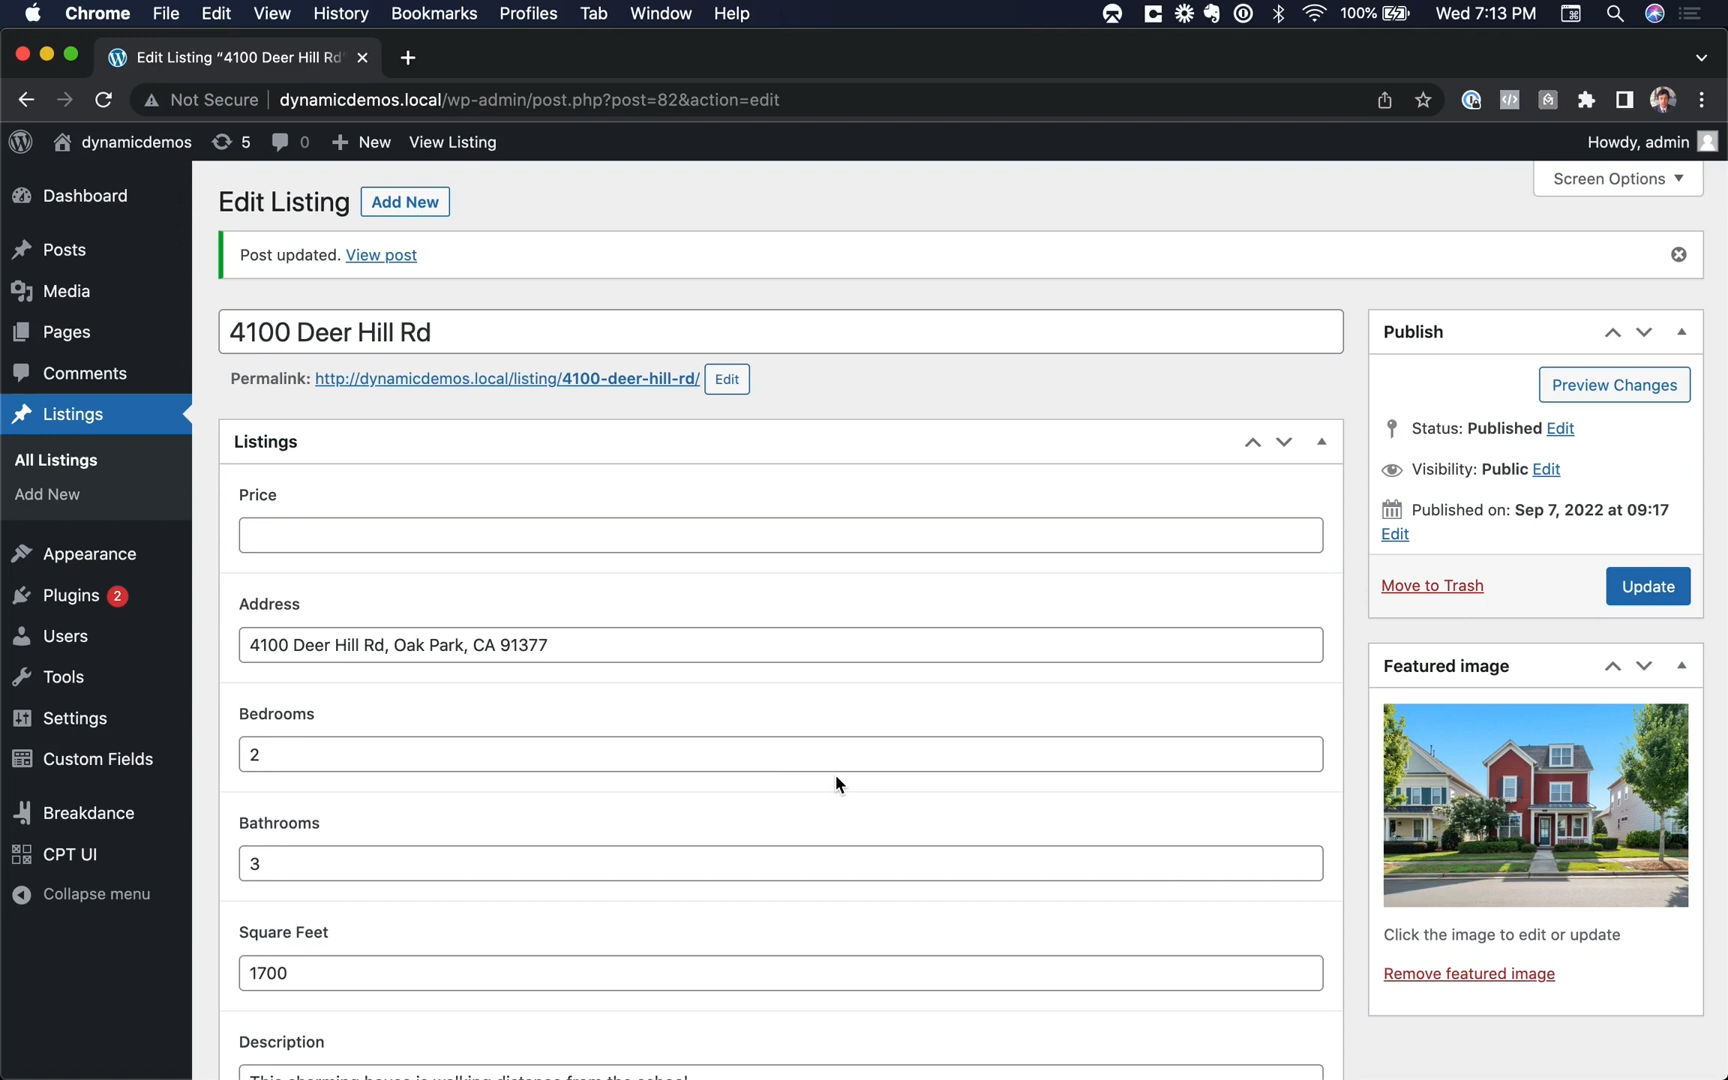 Chrome File Edit View History Bookmarks Profiles Tab Window Help 100% Wed 7:13 PM
Edit Listing “4100 Deer Hill Rd
Not Secure dynamicdemos.local/wp-admin/post.php?post=82&action=edit
dynamicdemos 5 0 New View Listing Howdy, admin
Dashboard
Posts
Media
Pages
Comments
Listings
All Listings
Add New
Appearance
Plugins 2
Users
Tools
Settings
Custom Fields
Breakdance
CPT UI
Collapse menu
Screen Options
Edit Listing Add New
Post updated. View post
4100 Deer Hill Rd
Permalink: http://dynamicdemos.local/listing/4100-deer-hill-rd/ Edit
Listings
Price
Address
4100 Deer Hill Rd, Oak Park, CA 91377
Bedrooms
2
Bathrooms
3
Square Feet
1700
Description
This charming house is walking distance from the school
Publish
Preview Changes
Status: Published Edit
Visibility: Public Edit
Published on: Sep 7, 2022 at 09:17
Edit
Move to Trash Update
Featured image
Click the image to edit or update
Remove featured image